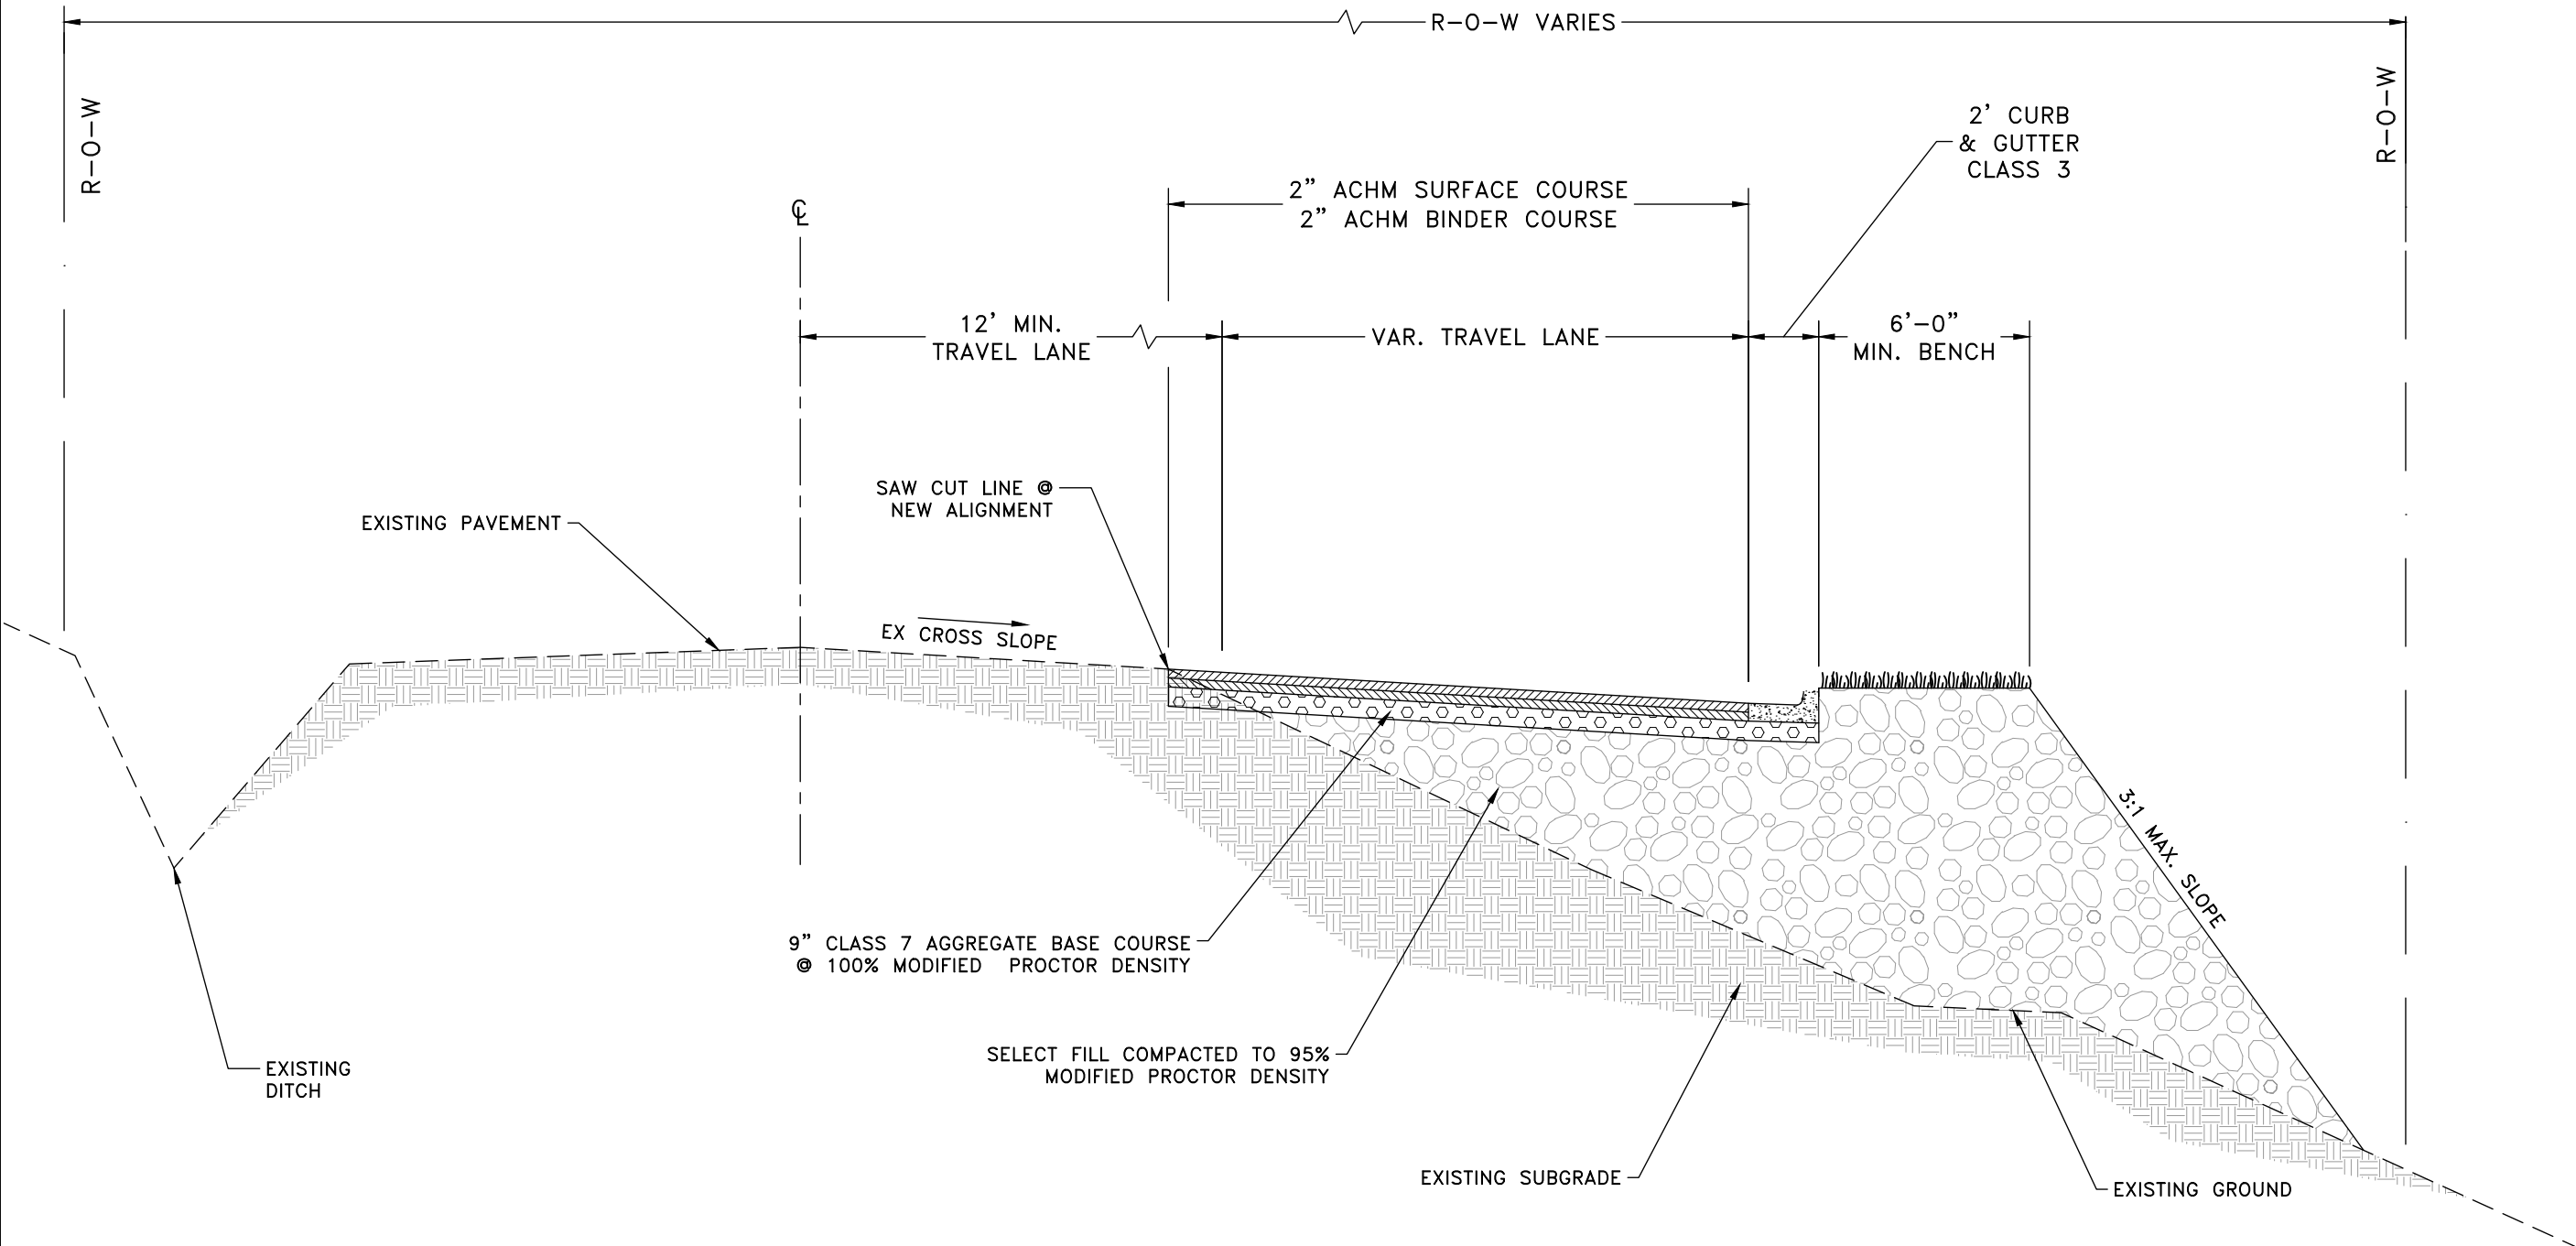 R-O-W VARIES
R-O-W
R-O-W
2' CURB
& GUTTER
CLASS 3
2” ACHM SURFACE COURSE
2” ACHM BINDER COURSE
℄
12' MIN.
TRAVEL LANE
VAR. TRAVEL LANE
6'-0”
MIN. BENCH
SAW CUT LINE @
NEW ALIGNMENT
EXISTING PAVEMENT
EX CROSS SLOPE
3:1 MAX. SLOPE
9” CLASS 7 AGGREGATE BASE COURSE
@ 100% MODIFIED PROCTOR DENSITY
SELECT FILL COMPACTED TO 95%
MODIFIED PROCTOR DENSITY
EXISTING
DITCH
EXISTING SUBGRADE
EXISTING GROUND